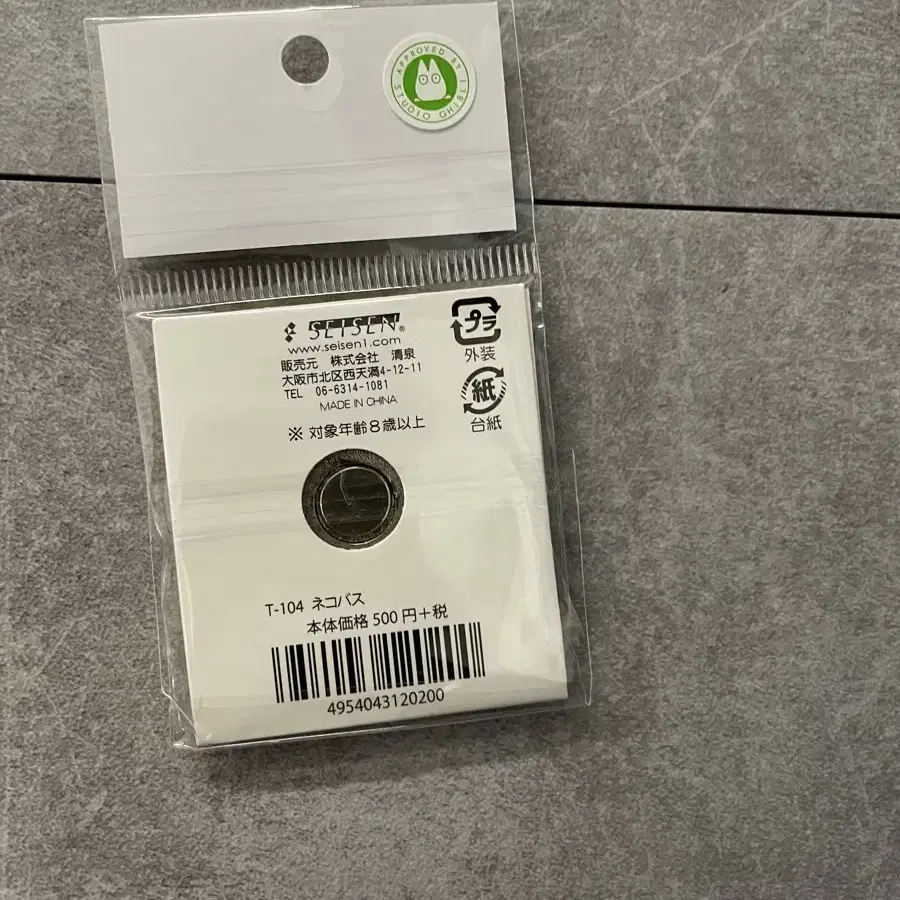 APPROVED BY
STUDIO GHIBLI
SEISEN®
www.seisen1.com
販売元 株式会社 清泉
大阪市北区西天満4-12-11
TEL 06-6314-1081
MADE IN CHINA
※ 対象年齢8歳以上
プラ
外装
紙
台紙
T-104 ネコバス
本体価格 500 円+税
4954043120200